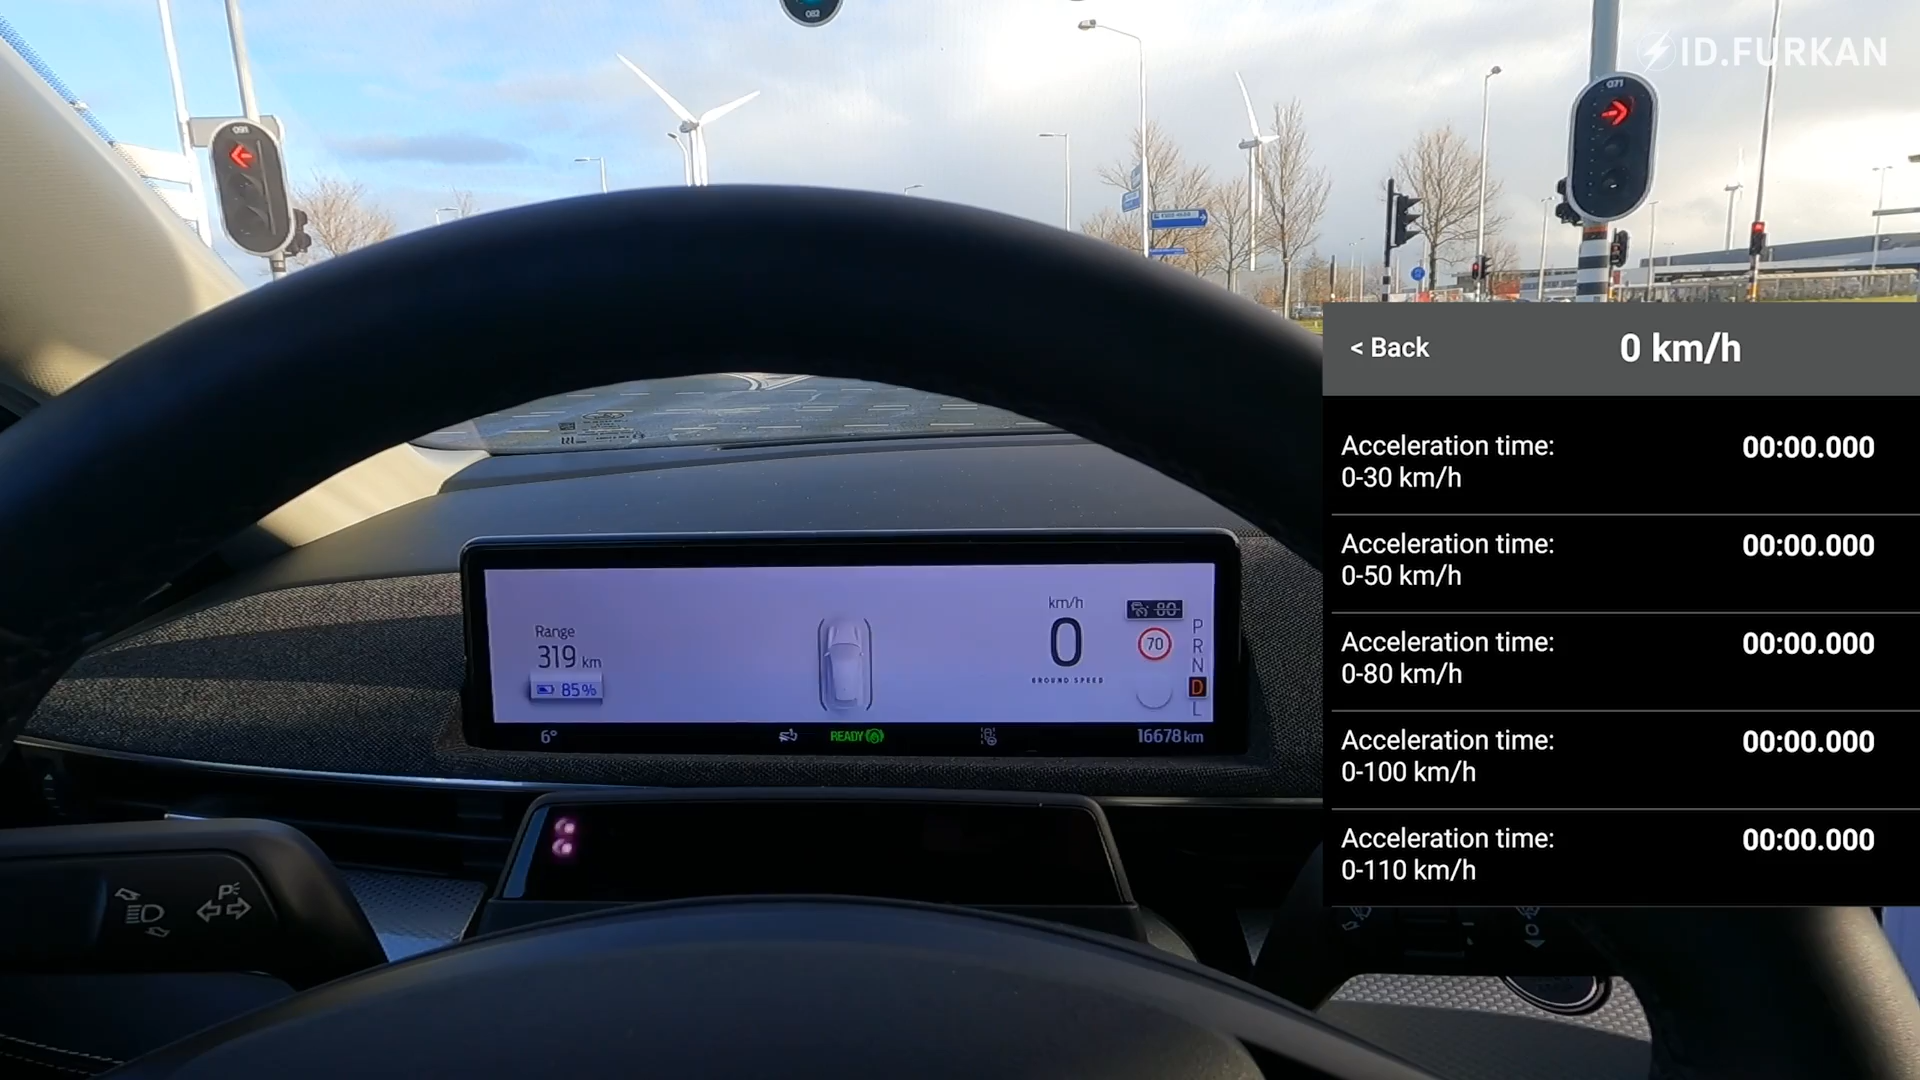 082
ID.FURKAN
071
091
< Back
0 km/h
Acceleration time:
0-30 km/h
00:00.000
Acceleration time:
0-50 km/h
00:00.000
Acceleration time:
0-80 km/h
00:00.000
Acceleration time:
0-100 km/h
00:00.000
Acceleration time:
0-110 km/h
00:00.000
Range
319 km
85%
km/h
0
GROUND SPEED
80
70
P
R
N
D
L
6°
READY
16678 km
P